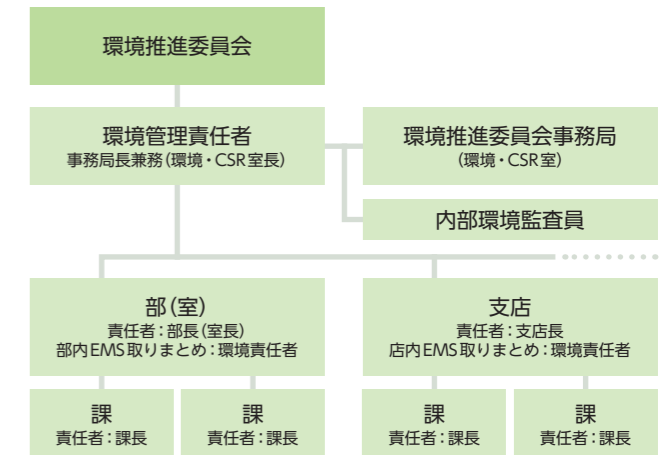 環境推進委員会
環境管理責任者
事務局長兼務(環境・CSR室長)
環境推進委員会事務局
(環境・CSR室)
内部環境監査員
部(室)
責任者:部長(室長)
部内EMS取りまとめ:環境責任者
支店
責任者:支店長
店内EMS取りまとめ:環境責任者
課
責任者:課長
課
責任者:課長
課
責任者:課長
課
責任者:課長